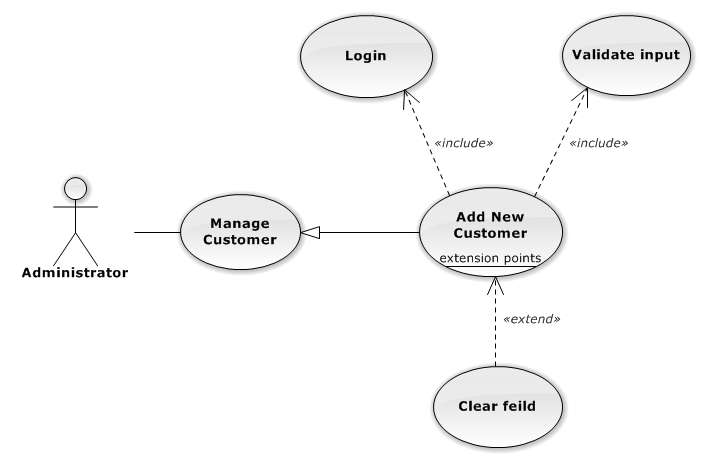 Login
Validate input
«include»
«include»
Manage
Customer
Add New
Customer
extension points
Administrator
«extend»
Clear feild